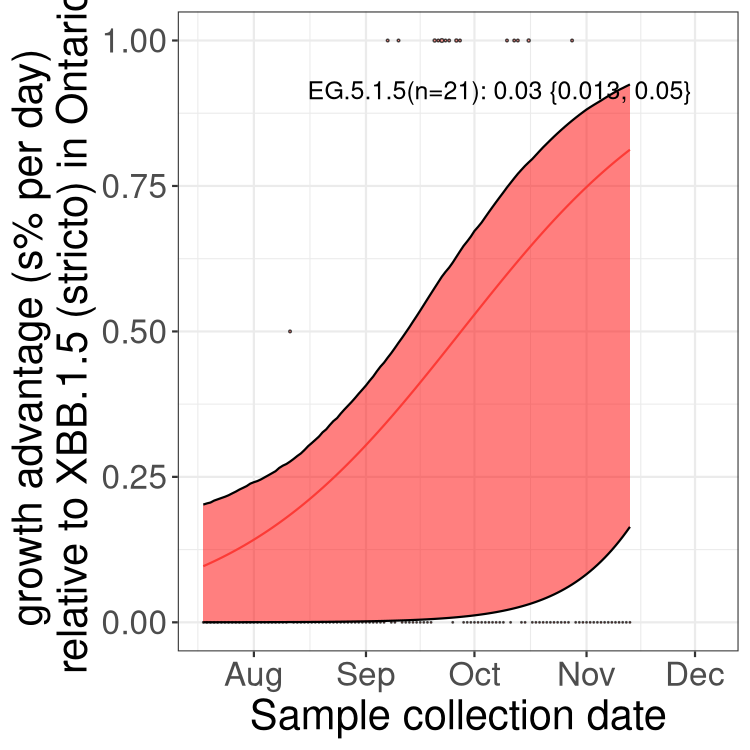 growth advantage (s% per day)
relative to XBB.1.5 (stricto) in Ontario
1.00
0.75
0.50
0.25
0.00
EG.5.1.5(n=21): 0.03 {0.013, 0.05}
Aug Sep Oct Nov Dec
Sample collection date